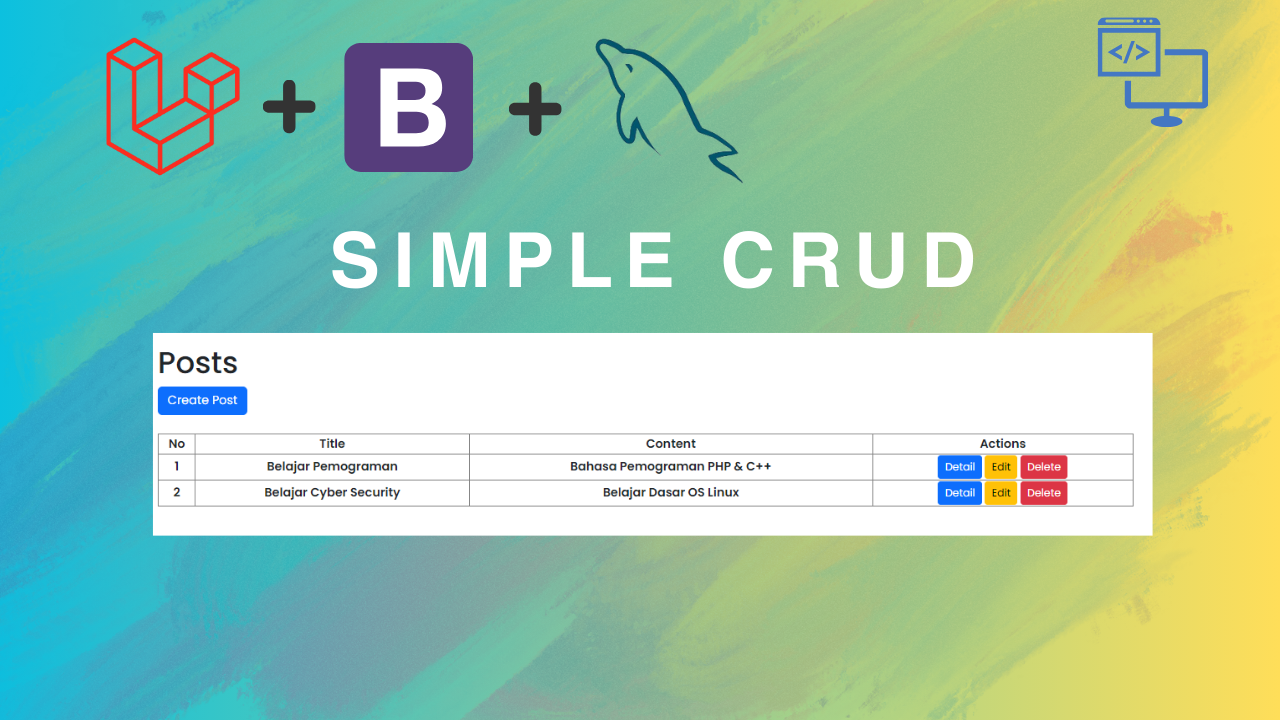 B
</>
SIMPLE CRUD
Posts
Create Post
No Title Content Actions
1 Belajar Pemograman Bahasa Pemograman PHP & C++ Detail Edit Delete
2 Belajar Cyber Security Belajar Dasar OS Linux Detail Edit Delete